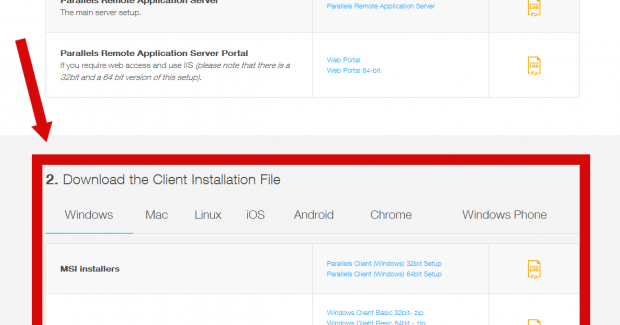 Parallels Remote Application Server
The main server setup.
Parallels Remote Application Server
Parallels Remote Application Server Portal
If you require web access and use IIS (please note that there is a
32bit and a 64 bit version of this setup).
Web Portal
Web Portal 64-bit
2. Download the Client Installation File
Windows Mac Linux iOS Android Chrome Windows Phone
MSI installers
Parallels Client (Windows) 32bit Setup
Parallels Client (Windows) 64bit Setup
Windows Client Basic 32bit- zip
Windows Client Basic 64bit - zip